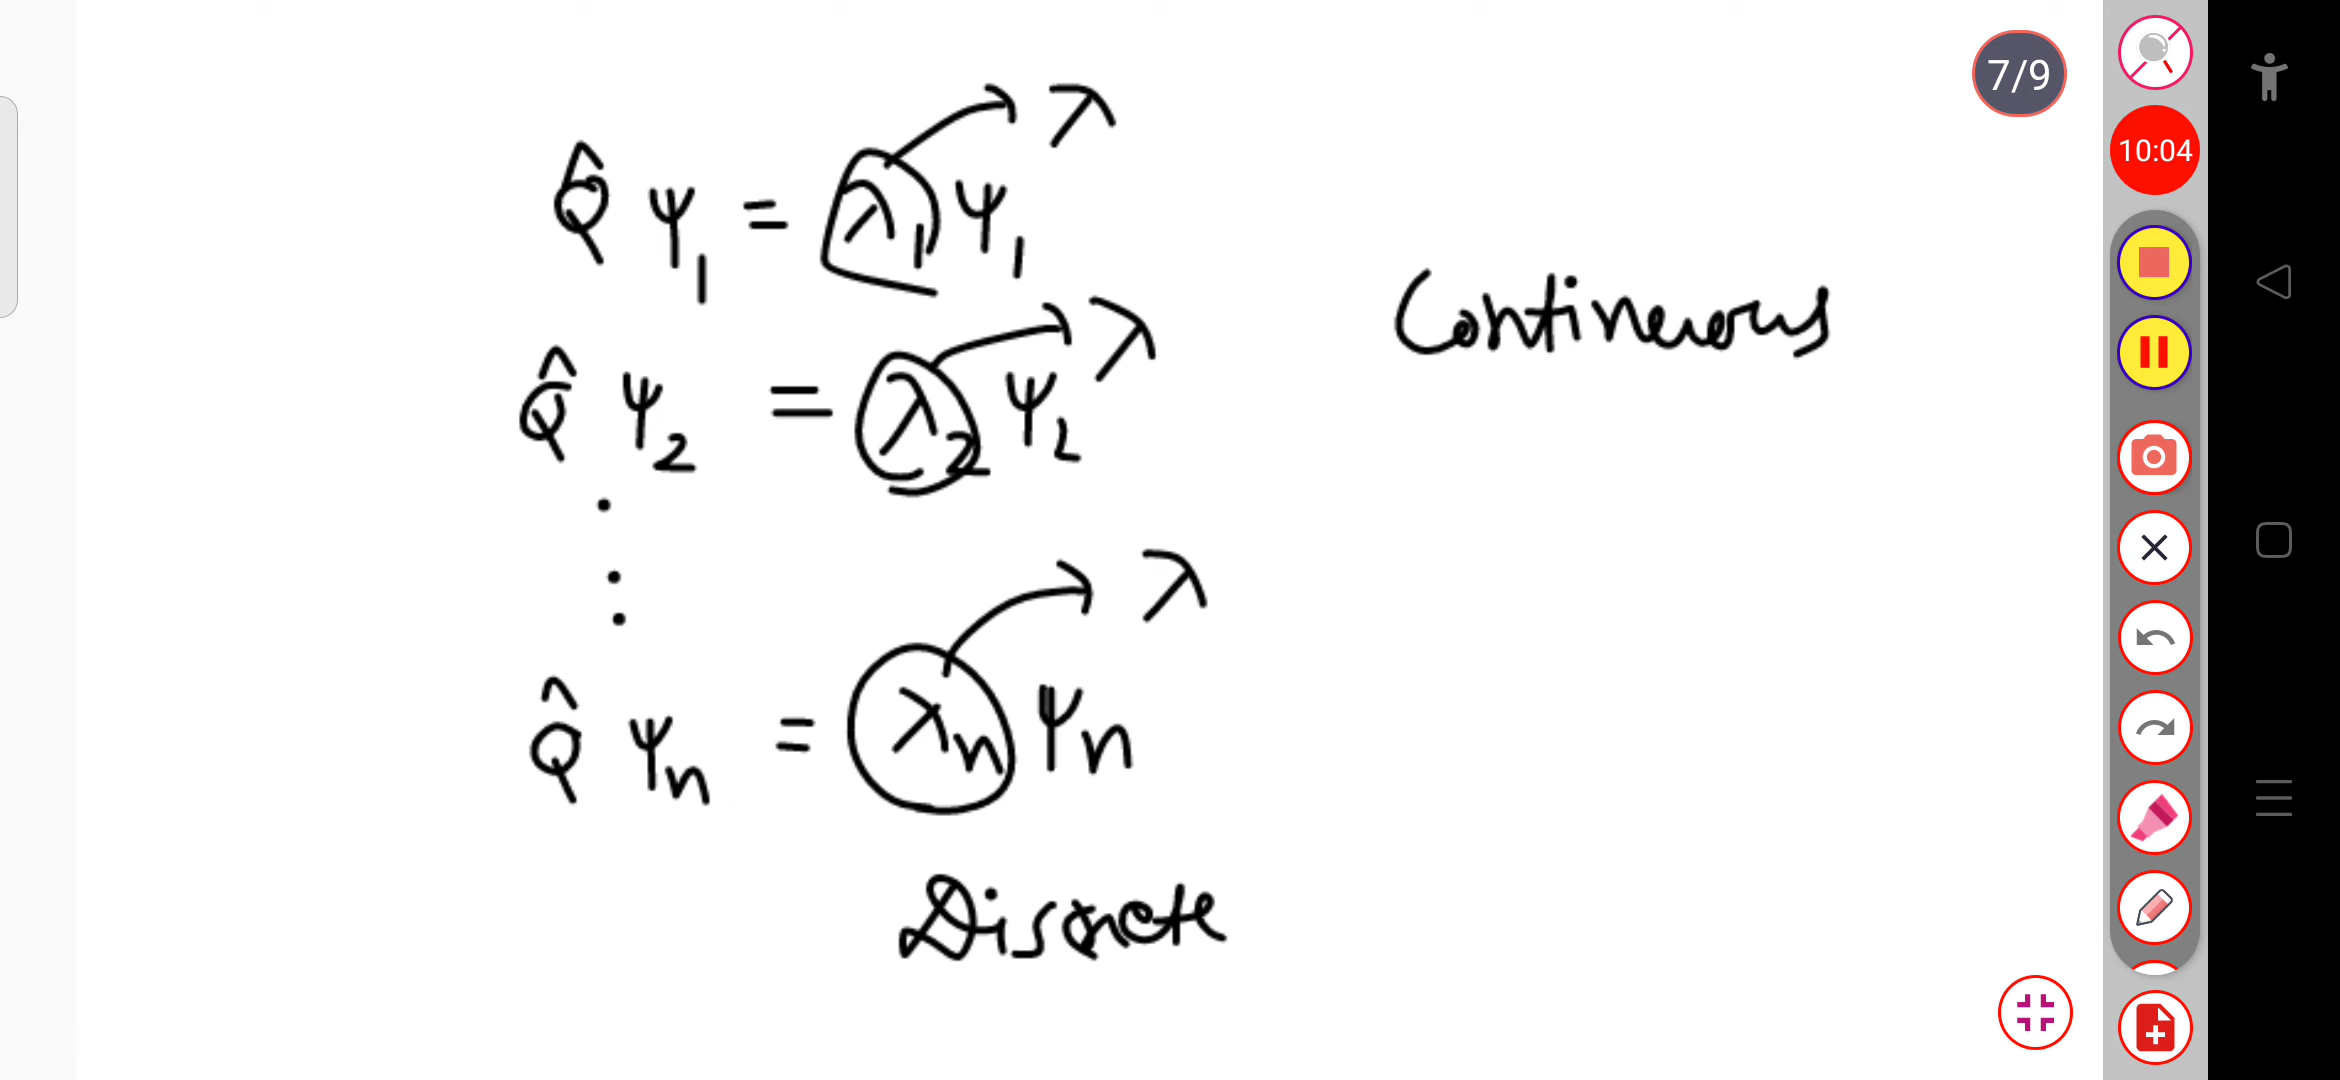 7/9
10:04
Q̂ ψ₁ = λ₁ ψ₁ → λ
Continuous
Q̂ ψ₂ = λ₂ ψ₂ → λ
.
:
Q̂ ψn = λn ψn → λ
Discrete